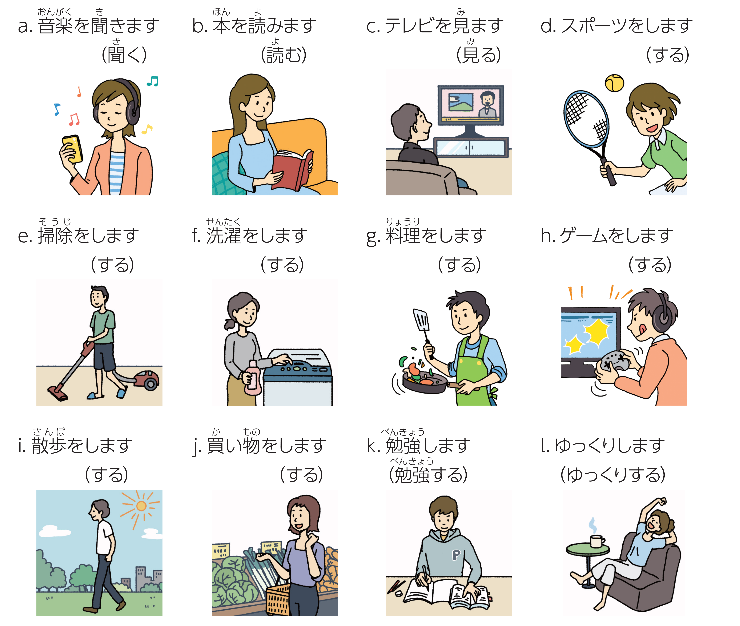 a. 音楽を聞きます
(聞く)
b. 本を読みます
(読む)
c. テレビを見ます
(見る)
d. スポーツをします
(する)
e. 掃除をします
(する)
f. 洗濯をします
(する)
g. 料理をします
(する)
h. ゲームをします
(する)
i. 散歩をします
(する)
j. 買い物をします
(する)
k. 勉強します
(勉強する)
l. ゆっくりします
(ゆっくりする)
P